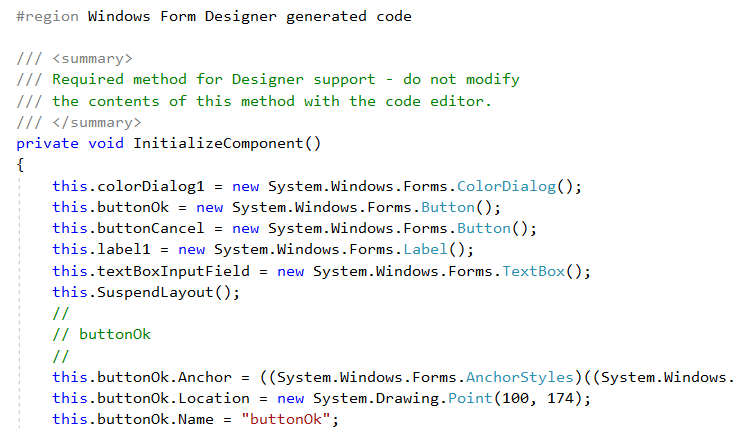 #region Windows Form Designer generated code
/// <summary>
/// Required method for Designer support - do not modify
/// the contents of this method with the code editor.
/// </summary>
private void InitializeComponent()
{
this.colorDialog1 = new System.Windows.Forms.ColorDialog();
this.buttonOk = new System.Windows.Forms.Button();
this.buttonCancel = new System.Windows.Forms.Button();
this.label1 = new System.Windows.Forms.Label();
this.textBoxInputField = new System.Windows.Forms.TextBox();
this.SuspendLayout();
//
// buttonOk
//
this.buttonOk.Anchor = ((System.Windows.Forms.AnchorStyles)((System.Windows.
this.buttonOk.Location = new System.Drawing.Point(100, 174);
this.buttonOk.Name = "buttonOk";